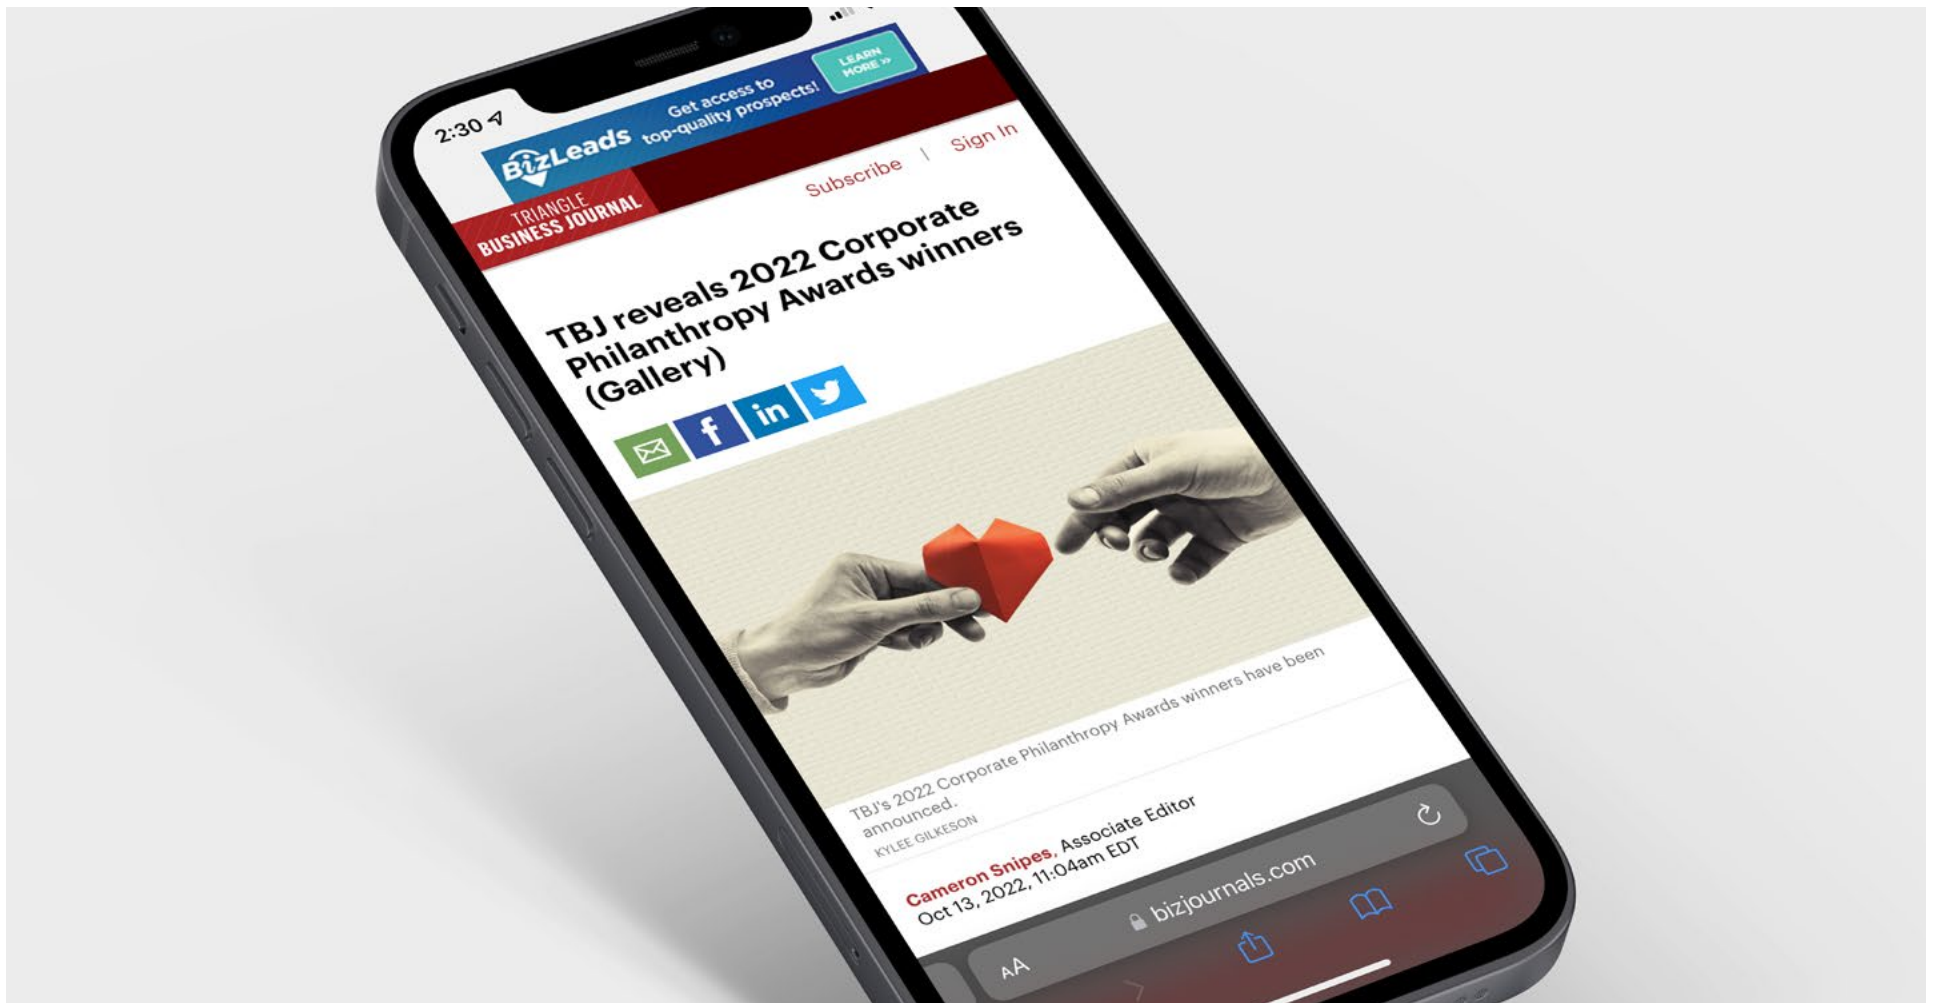 2:30
BizLeads
Get access to
top-quality prospects!
LEARN
MORE »
TRIANGLE
BUSINESS JOURNAL
Subscribe | Sign In
TBJ reveals 2022 Corporate
Philanthropy Awards winners
(Gallery)
f
in
TBJ's 2022 Corporate Philanthropy Awards winners have been
announced.
KYLEE GILKESON
Cameron Snipes, Associate Editor
Oct 13, 2022, 11:04am EDT
AA
bizjournals.com